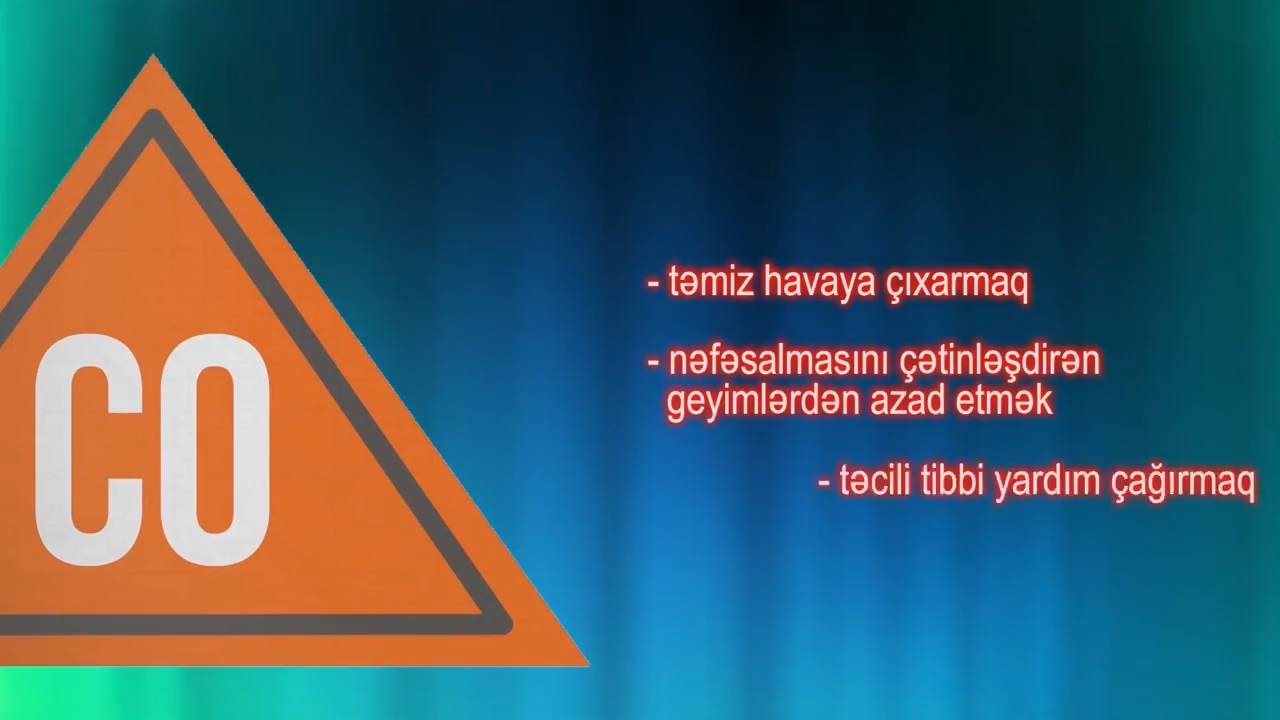 CO
- təmiz havaya çıxarmaq
- nəfəsalmasını çətinləşdirən
geyimlərdən azad etmək
- təcili tibbi yardım çağırmaq